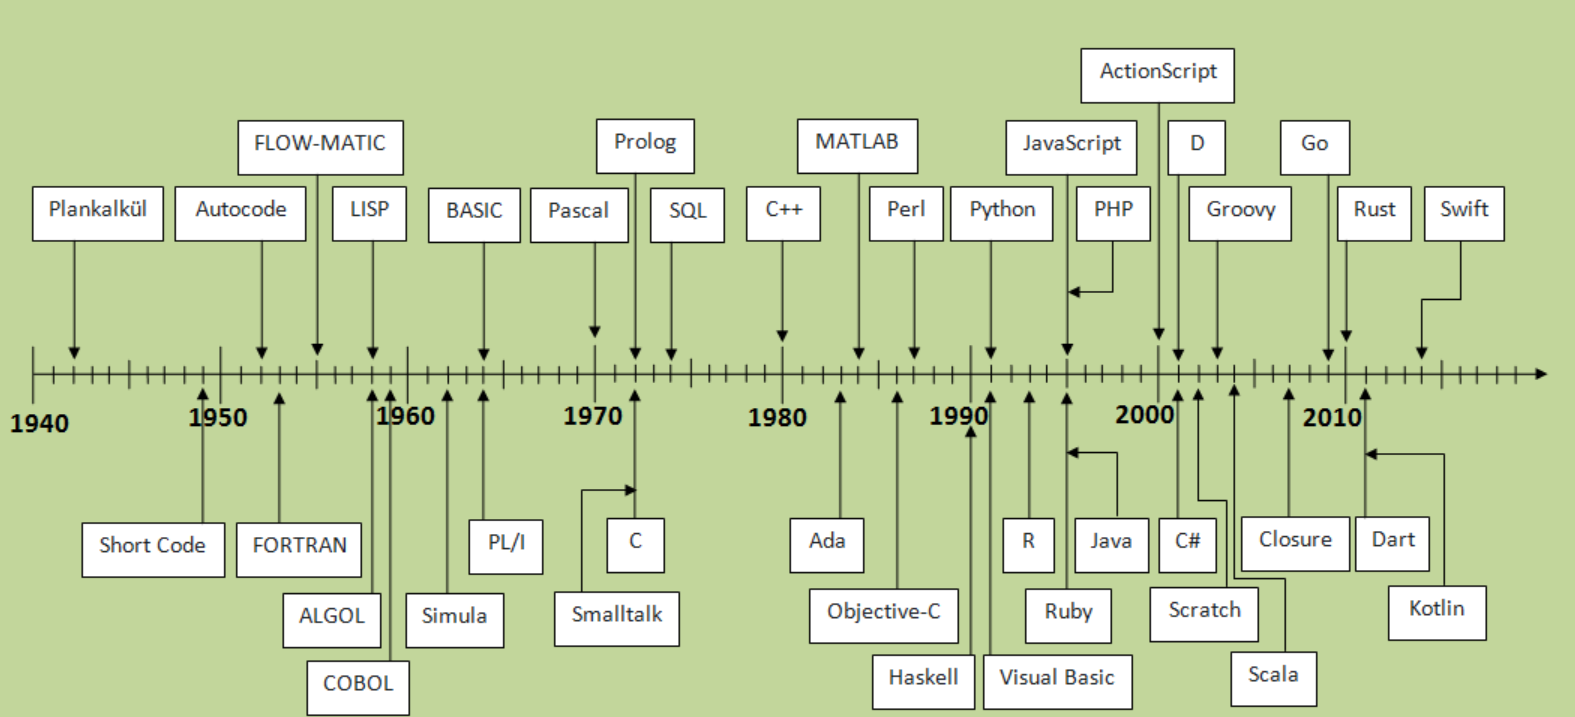 ActionScript
FLOW-MATIC
Prolog
MATLAB
JavaScript
D
Go
Plankalkül
Autocode
LISP
BASIC
Pascal
SQL
C++
Perl
Python
PHP
Groovy
Rust
Swift
1940
1950
1960
1970
1980
1990
2000
2010
Short Code
FORTRAN
PL/I
C
Ada
R
Java
C#
Closure
Dart
ALGOL
Simula
Smalltalk
Objective-C
Ruby
Scratch
Kotlin
COBOL
Haskell
Visual Basic
Scala